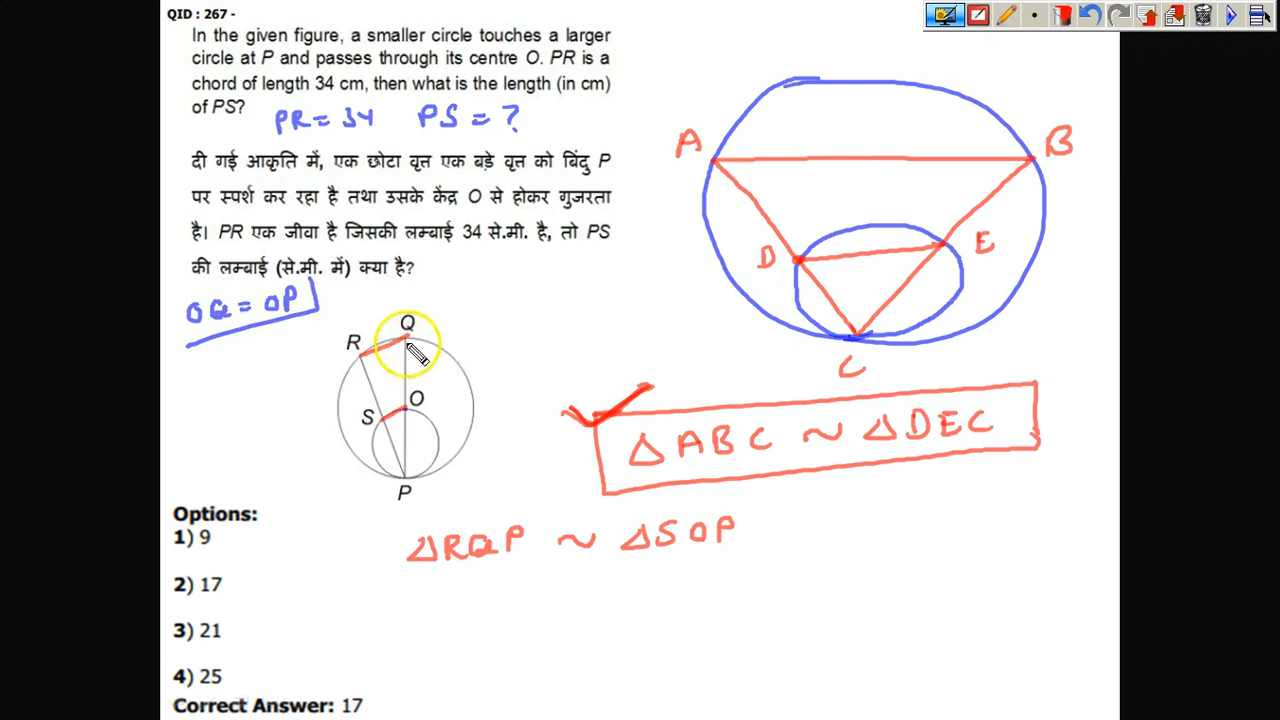 QID : 267 -
In the given figure, a smaller circle touches a larger
circle at P and passes through its centre O. PR is a
chord of length 34 cm, then what is the length (in cm)
of PS?
PR = 34 PS = ?
दी गई आकृति में, एक छोटा वृत्त एक बड़े वृत्त को बिंदु P
पर स्पर्श कर रहा है तथा उसके केंद्र O से होकर गुजरता
है। PR एक जीवा है जिसकी लम्बाई 34 से.मी. है, तो PS
की लम्बाई (से.मी. में) क्या है?
OQ = OP
Q
R
O
S
P
A
B
D
E
C
Δ ABC ~ Δ DEC
Δ RQP ~ Δ SOP
Options:
1) 9
2) 17
3) 21
4) 25
Correct Answer: 17